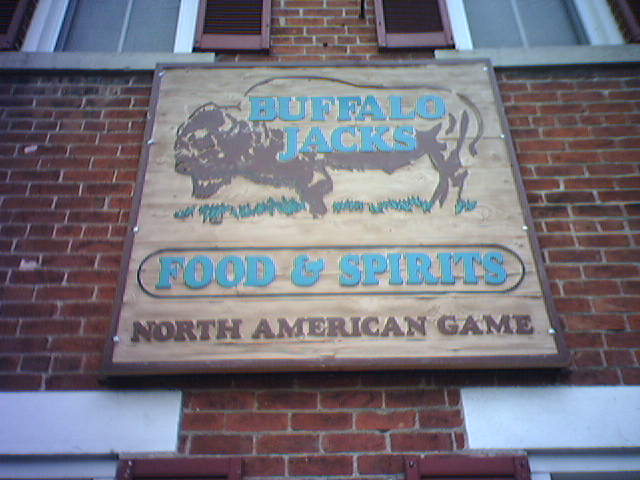 BUFFALO
JACKS
FOOD & SPIRITS
NORTH AMERICAN GAME